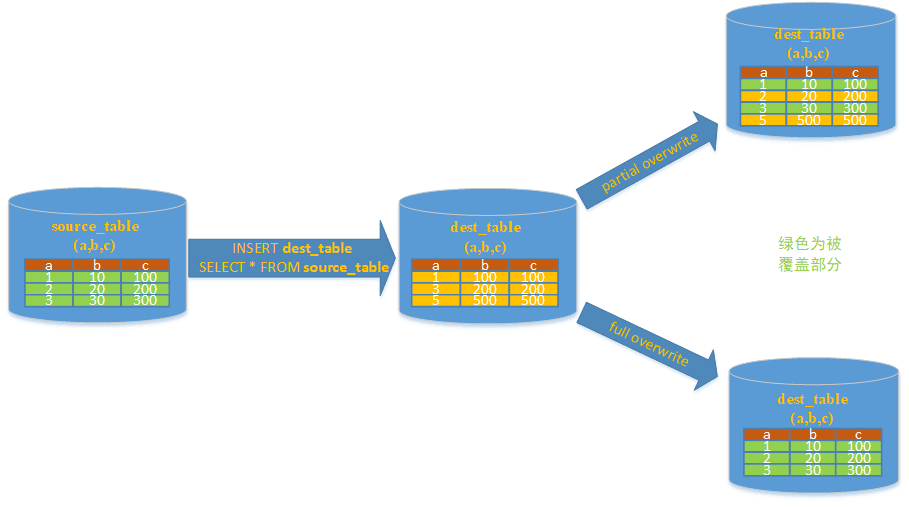 source_table
(a,b,c)
a b c
1 10 100
2 20 200
3 30 300
INSERT dest_table
SELECT * FROM source_table
dest_table
(a,b,c)
a b c
1 100 100
3 200 200
5 500 500
partial overwrite
full overwrite
dest_table
(a,b,c)
a b c
1 10 100
2 20 200
3 30 300
5 500 500
绿色为被
覆盖部分
dest_table
(a,b,c)
a b c
1 10 100
2 20 200
3 30 300